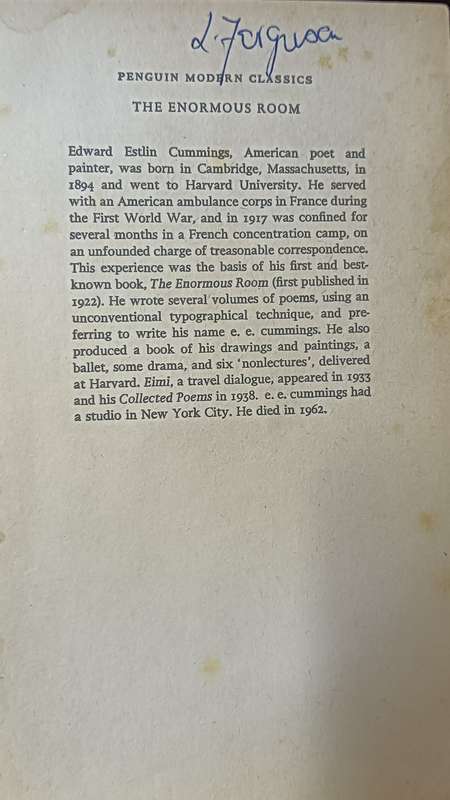 L. Ferguson
PENGUIN MODERN CLASSICS
THE ENORMOUS ROOM
Edward Estlin Cummings, American poet and
painter, was born in Cambridge, Massachusetts, in
1894 and went to Harvard University. He served
with an American ambulance corps in France during
the First World War, and in 1917 was confined for
several months in a French concentration camp, on
an unfounded charge of treasonable correspondence.
This experience was the basis of his first and best-
known book, The Enormous Room (first published in
1922). He wrote several volumes of poems, using an
unconventional typographical technique, and pre-
ferring to write his name e. e. cummings. He also
produced a book of his drawings and paintings, a
ballet, some drama, and six ‘nonlectures’, delivered
at Harvard. Eimi, a travel dialogue, appeared in 1933
and his Collected Poems in 1938. e. e. cummings had
a studio in New York City. He died in 1962.